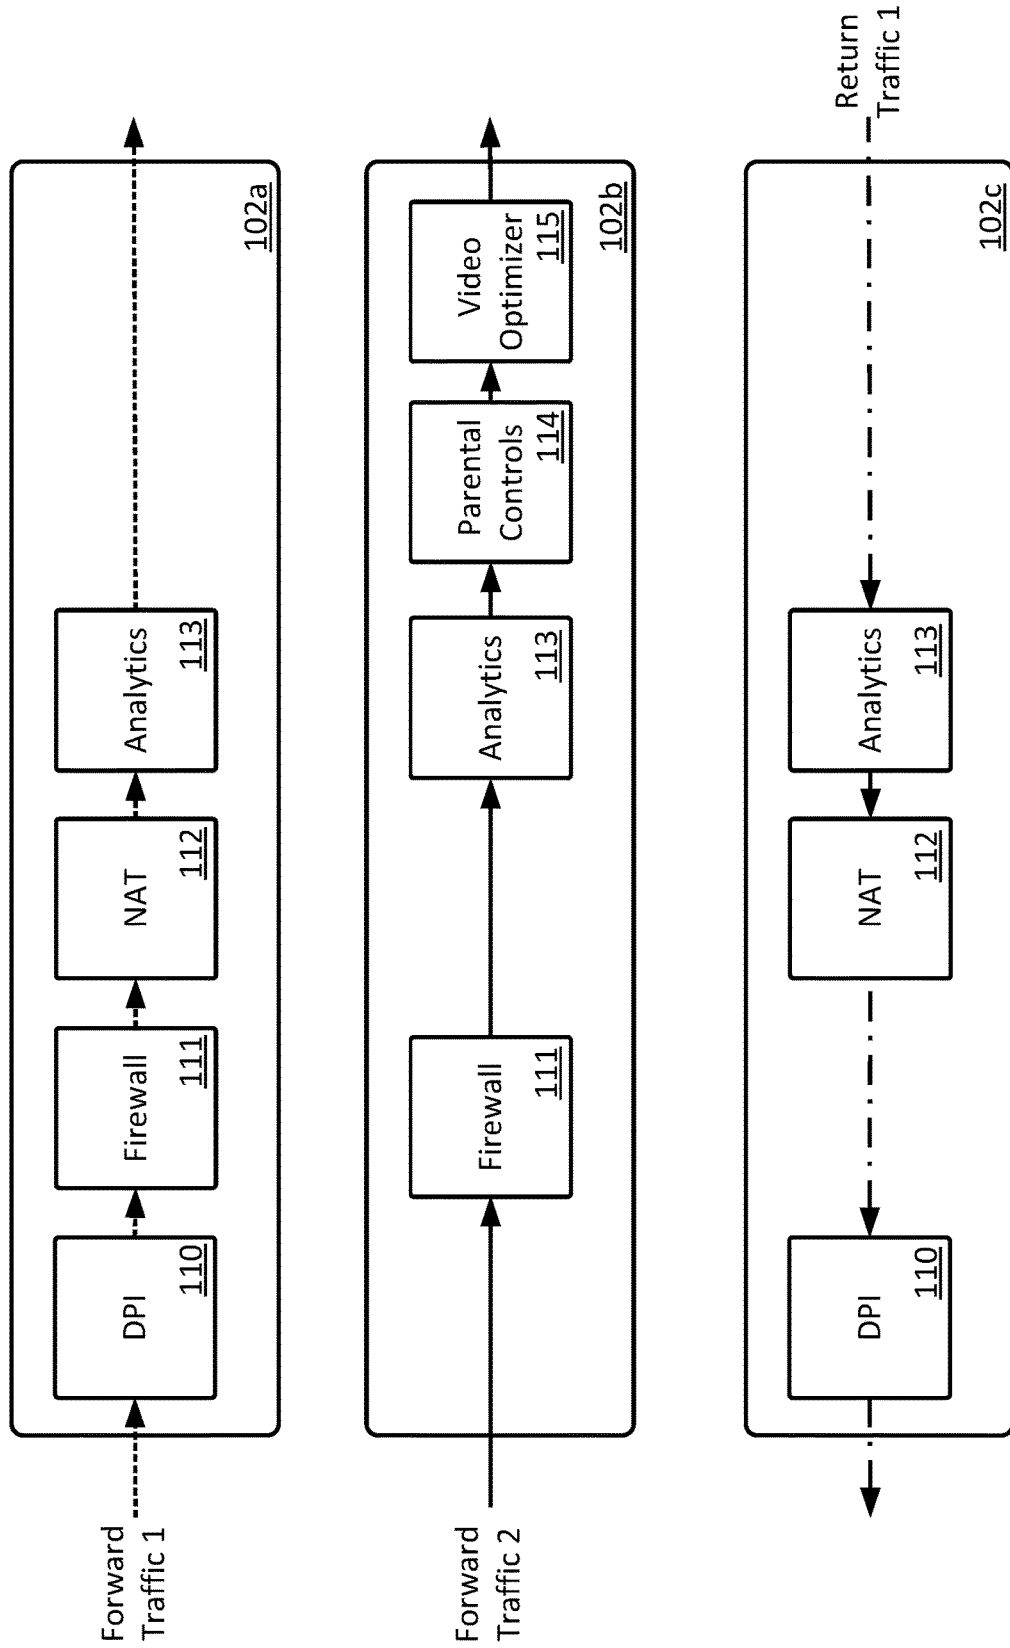 Forward
Traffic 1
DPI
110
Firewall
111
NAT
112
Analytics
113
102a
Forward
Traffic 2
Firewall
111
Analytics
113
Parental
Controls
114
Video
Optimizer
115
102b
DPI
110
NAT
112
Analytics
113
Return
Traffic 1
102c